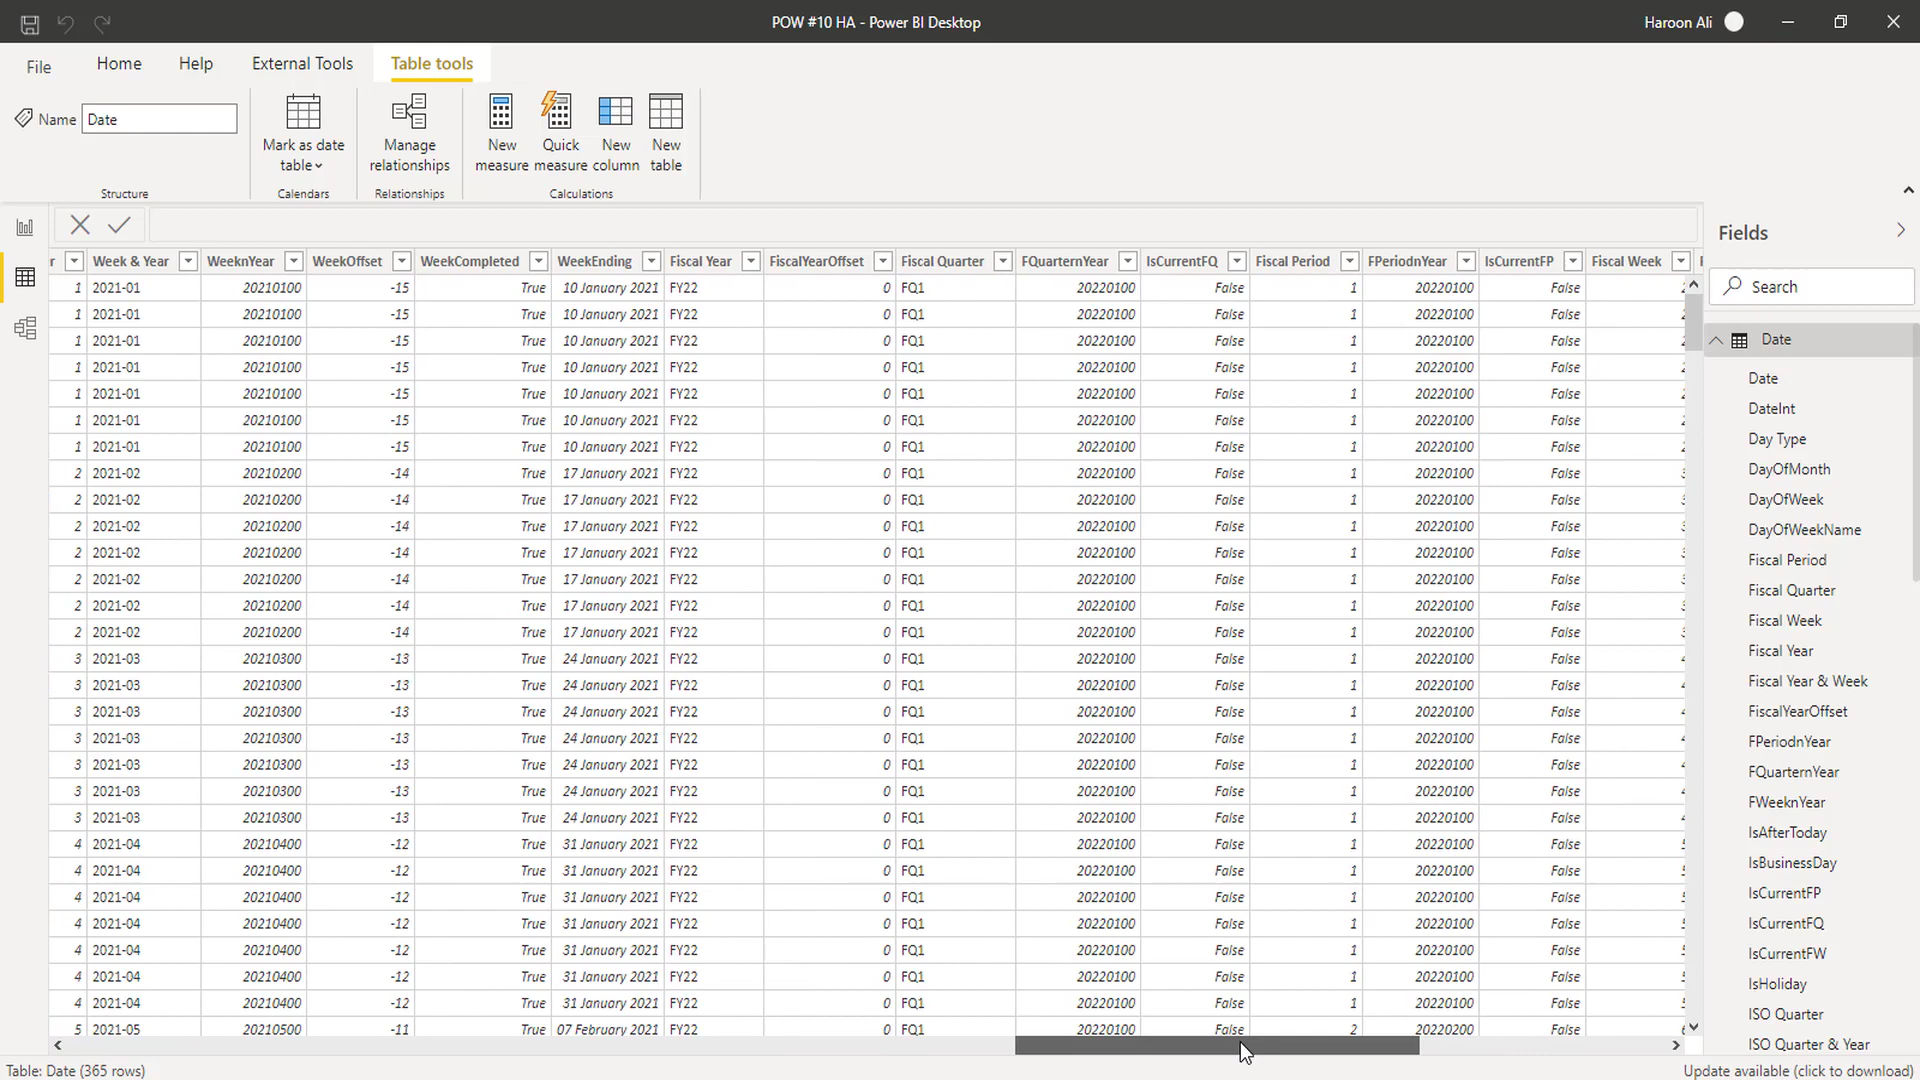 POW #10 HA - Power BI Desktop
Haroon Ali
File Home Help External Tools Table tools
Name Date
Mark as date table
Manage relationships
New measure
Quick measure
New column
New table
Structure Calendars Relationships Calculations
r Week & Year WeeknYear WeekOffset WeekCompleted WeekEnding Fiscal Year FiscalYearOffset Fiscal Quarter FQuarternYear IsCurrentFQ Fiscal Period FPeriodnYear IsCurrentFP Fiscal Week
1 2021-01 20210100 -15 True 10 January 2021 FY22 0 FQ1 20220100 False 1 20220100 False
1 2021-01 20210100 -15 True 10 January 2021 FY22 0 FQ1 20220100 False 1 20220100 False
1 2021-01 20210100 -15 True 10 January 2021 FY22 0 FQ1 20220100 False 1 20220100 False
1 2021-01 20210100 -15 True 10 January 2021 FY22 0 FQ1 20220100 False 1 20220100 False
1 2021-01 20210100 -15 True 10 January 2021 FY22 0 FQ1 20220100 False 1 20220100 False
1 2021-01 20210100 -15 True 10 January 2021 FY22 0 FQ1 20220100 False 1 20220100 False
1 2021-01 20210100 -15 True 10 January 2021 FY22 0 FQ1 20220100 False 1 20220100 False
2 2021-02 20210200 -14 True 17 January 2021 FY22 0 FQ1 20220100 False 1 20220100 False
2 2021-02 20210200 -14 True 17 January 2021 FY22 0 FQ1 20220100 False 1 20220100 False
2 2021-02 20210200 -14 True 17 January 2021 FY22 0 FQ1 20220100 False 1 20220100 False
2 2021-02 20210200 -14 True 17 January 2021 FY22 0 FQ1 20220100 False 1 20220100 False
2 2021-02 20210200 -14 True 17 January 2021 FY22 0 FQ1 20220100 False 1 20220100 False
2 2021-02 20210200 -14 True 17 January 2021 FY22 0 FQ1 20220100 False 1 20220100 False
2 2021-02 20210200 -14 True 17 January 2021 FY22 0 FQ1 20220100 False 1 20220100 False
3 2021-03 20210300 -13 True 24 January 2021 FY22 0 FQ1 20220100 False 1 20220100 False
3 2021-03 20210300 -13 True 24 January 2021 FY22 0 FQ1 20220100 False 1 20220100 False
3 2021-03 20210300 -13 True 24 January 2021 FY22 0 FQ1 20220100 False 1 20220100 False
3 2021-03 20210300 -13 True 24 January 2021 FY22 0 FQ1 20220100 False 1 20220100 False
3 2021-03 20210300 -13 True 24 January 2021 FY22 0 FQ1 20220100 False 1 20220100 False
3 2021-03 20210300 -13 True 24 January 2021 FY22 0 FQ1 20220100 False 1 20220100 False
3 2021-03 20210300 -13 True 24 January 2021 FY22 0 FQ1 20220100 False 1 20220100 False
4 2021-04 20210400 -12 True 31 January 2021 FY22 0 FQ1 20220100 False 1 20220100 False
4 2021-04 20210400 -12 True 31 January 2021 FY22 0 FQ1 20220100 False 1 20220100 False
4 2021-04 20210400 -12 True 31 January 2021 FY22 0 FQ1 20220100 False 1 20220100 False
4 2021-04 20210400 -12 True 31 January 2021 FY22 0 FQ1 20220100 False 1 20220100 False
4 2021-04 20210400 -12 True 31 January 2021 FY22 0 FQ1 20220100 False 1 20220100 False
4 2021-04 20210400 -12 True 31 January 2021 FY22 0 FQ1 20220100 False 1 20220100 False
4 2021-04 20210400 -12 True 31 January 2021 FY22 0 FQ1 20220100 False 1 20220100 False
5 2021-05 20210500 -11 True 07 February 2021 FY22 0 FQ1 20220100 False 2 20220200 False
Fields
Search
Date
Date
DateInt
Day Type
DayOfMonth
DayOfWeek
DayOfWeekName
Fiscal Period
Fiscal Quarter
Fiscal Week
Fiscal Year
Fiscal Year & Week
FiscalYearOffset
FPeriodnYear
FQuarternYear
FWeeknYear
IsAfterToday
IsBusinessDay
IsCurrentFP
IsCurrentFQ
IsCurrentFW
IsHoliday
ISO Quarter
ISO Quarter & Year
Table: Date (365 rows)
Update available (click to download)